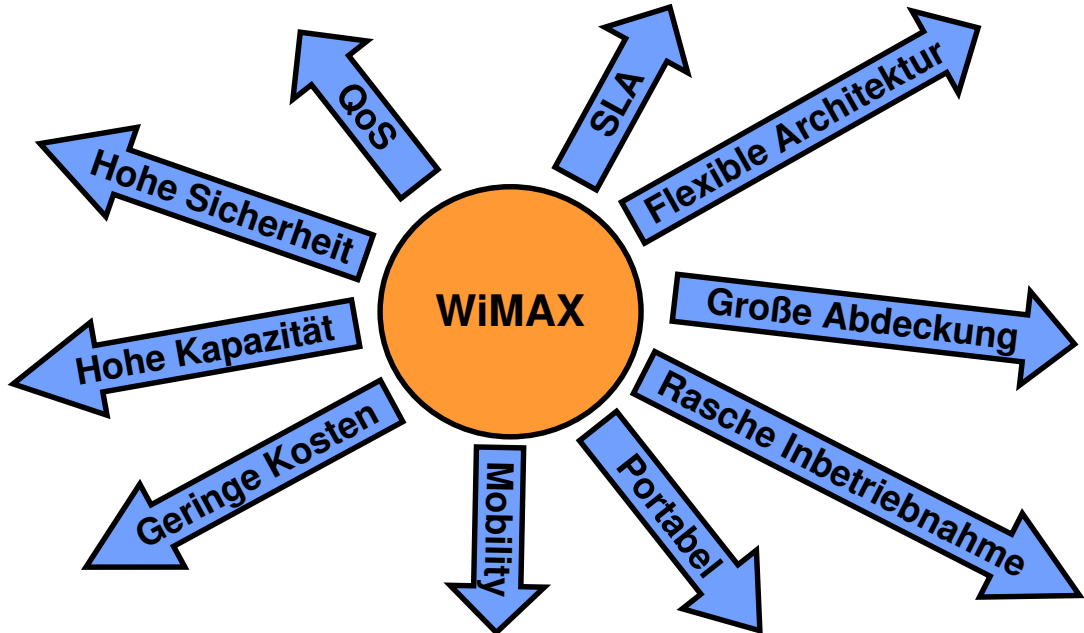 QoS
SLA
Flexible Architektur
Hohe Sicherheit
WiMAX
Große Abdeckung
Hohe Kapazität
Rasche Inbetriebnahme
Geringe Kosten
Mobility
Portabel